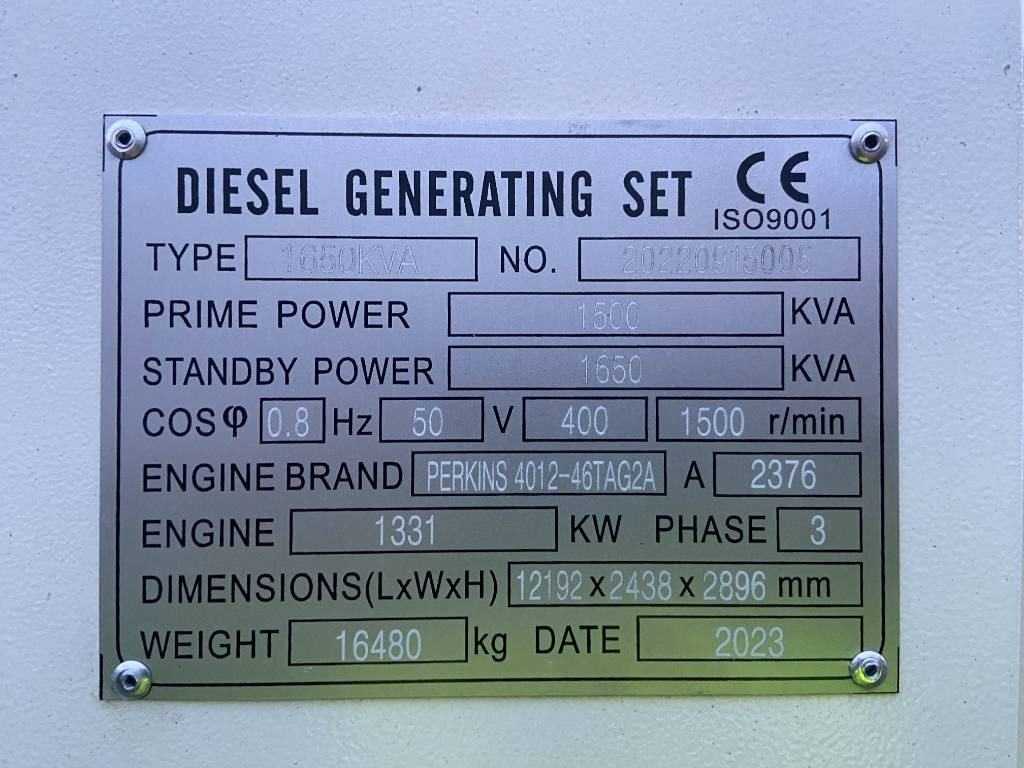 DIESEL GENERATING SET CE
ISO9001
TYPE 1650KVA NO. 20220915005
PRIME POWER 1500 KVA
STANDBY POWER 1650 KVA
COSφ 0.8 Hz 50 V 400 1500 r/min
ENGINE BRAND PERKINS 4012-46TAG2A A 2376
ENGINE 1331 KW PHASE 3
DIMENSIONS(LxWxH) 12192 x 2438 x 2896 mm
WEIGHT 16480 kg DATE 2023